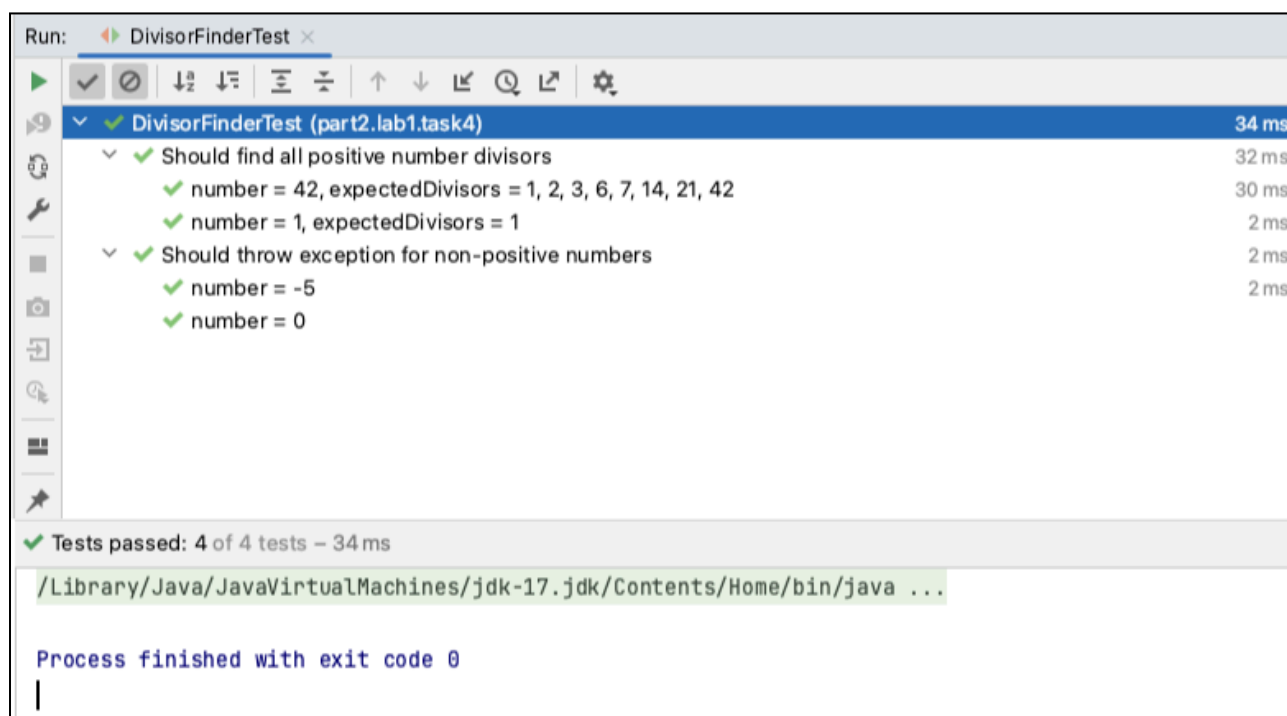 Run: DivisorFinderTest
DivisorFinderTest (part2.lab1.task4) 34 ms
Should find all positive number divisors 32 ms
number = 42, expectedDivisors = 1, 2, 3, 6, 7, 14, 21, 42 30 ms
number = 1, expectedDivisors = 1 2 ms
Should throw exception for non-positive numbers 2 ms
number = -5 2 ms
number = 0
Tests passed: 4 of 4 tests – 34 ms
/Library/Java/JavaVirtualMachines/jdk-17.jdk/Contents/Home/bin/java ...
Process finished with exit code 0